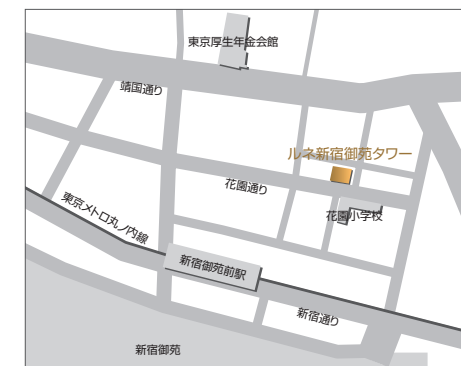 東京厚生年金会館
靖国通り
ルネ新宿御苑タワー
花園通り
花園小学校
東京メトロ丸ノ内線
新宿御苑前駅
新宿通り
新宿御苑